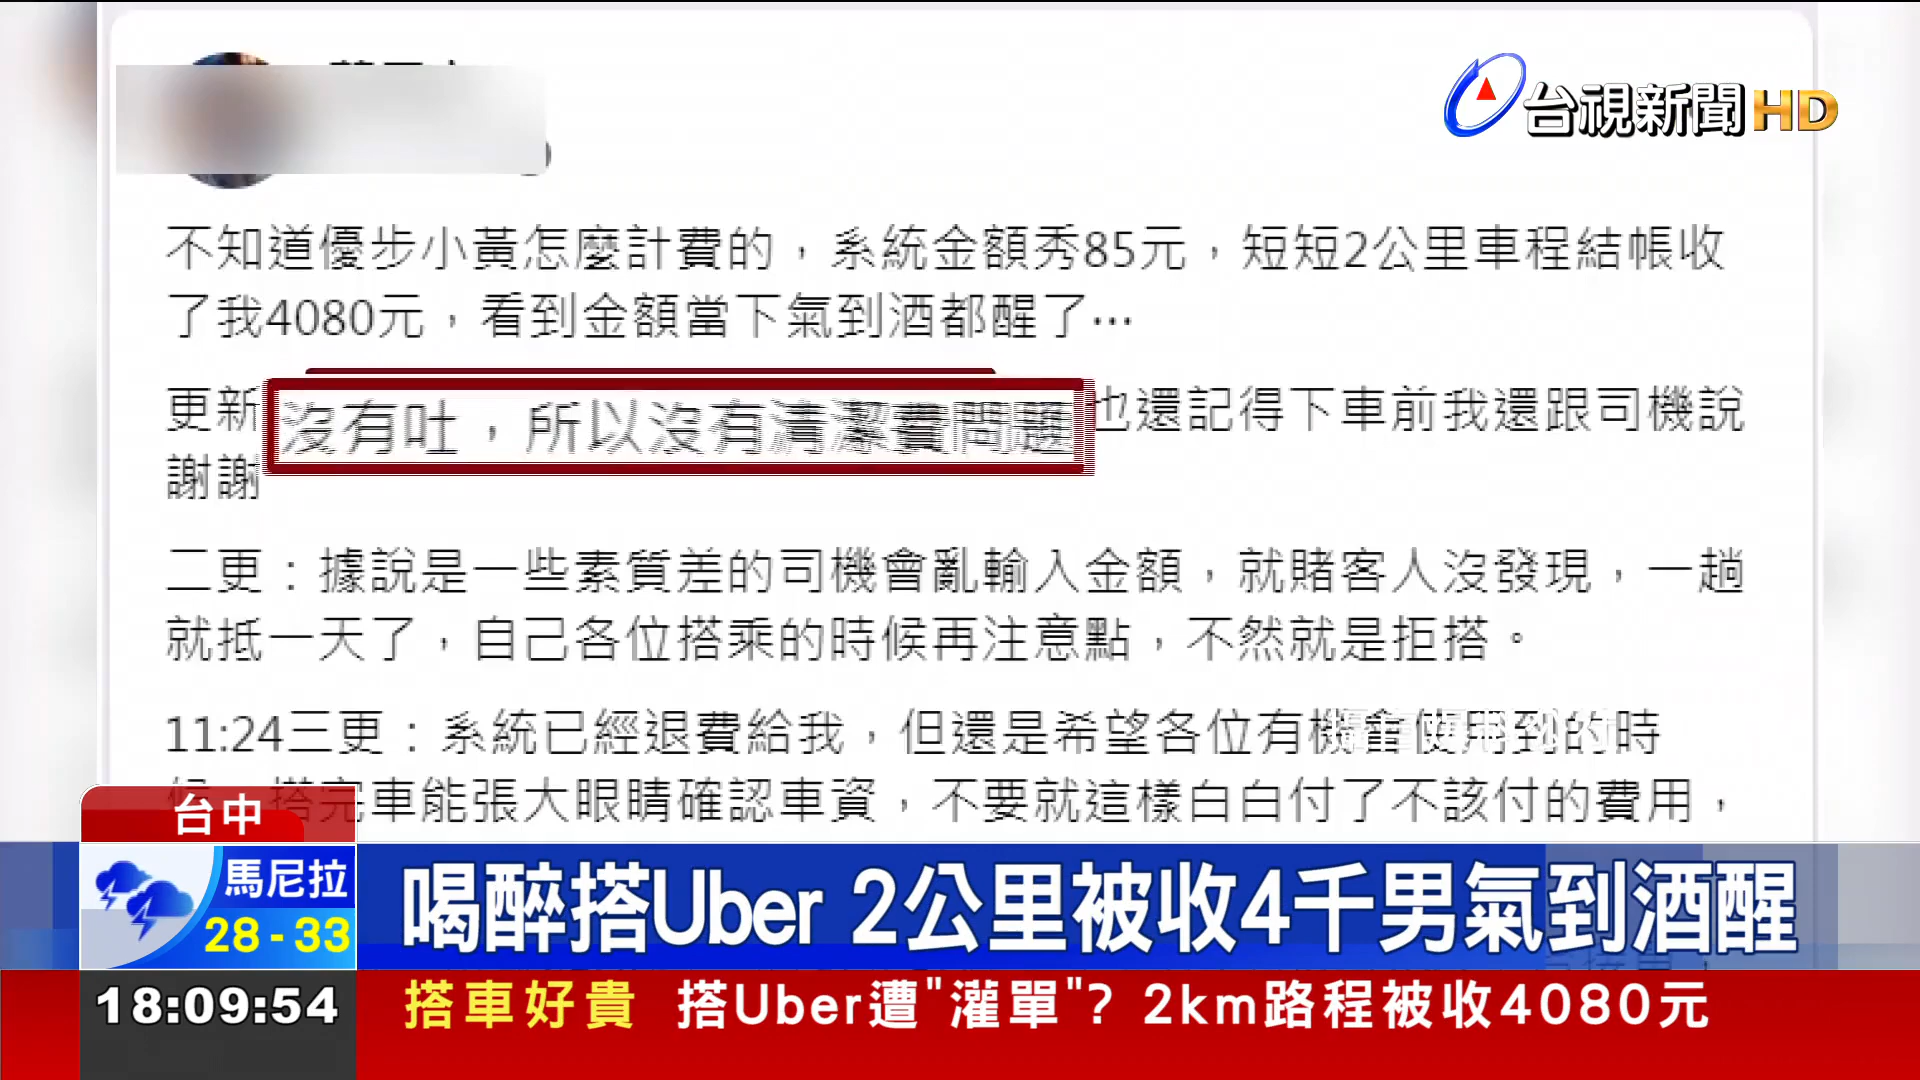 台視新聞HD
不知道優步小黃怎麼計費的，系統金額秀85元，短短2公里車程結帳收
了我4080元，看到金額當下氣到酒都醒了⋯
更新 沒有吐，所以沒有清潔費問題 也還記得下車前我還跟司機說
謝謝
二更：據說是一些素質差的司機會亂輸入金額，就賭客人沒發現，一趟
就抵一天了，自己各位搭乘的時候再注意點，不然就是拒搭。
11:24三更：系統已經退費給我，但還是希望各位有機會使用到的時
候，搭完車能張大眼睛確認車資，不要就這樣白白付了不該付的費用，
台中
馬尼拉
28-33
喝醉搭Uber 2公里被收4千男氣到酒醒
18:09:54
搭車好貴 搭Uber遭"灌單"? 2km路程被收4080元